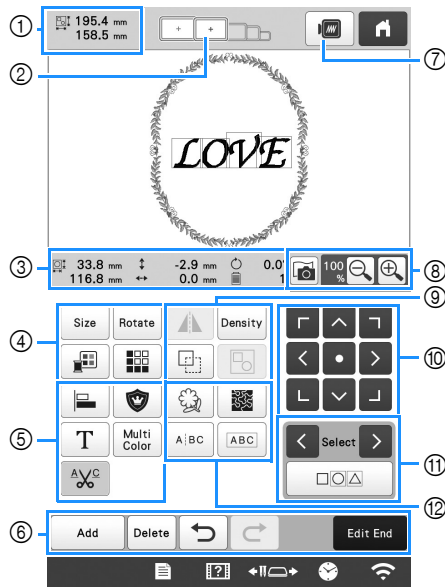 ① 195.4 mm
158.5 mm
②
⑦
LOVE
③ 33.8 mm -2.9 mm 0.0°
116.8 mm 0.0 mm 1
100 %
⑧
⑨
④ Size Rotate Density
⑩
⑤
T Multi Color A BC ABC
< Select >
⑪
A C
⑫
⑥ Add Delete Edit End
?